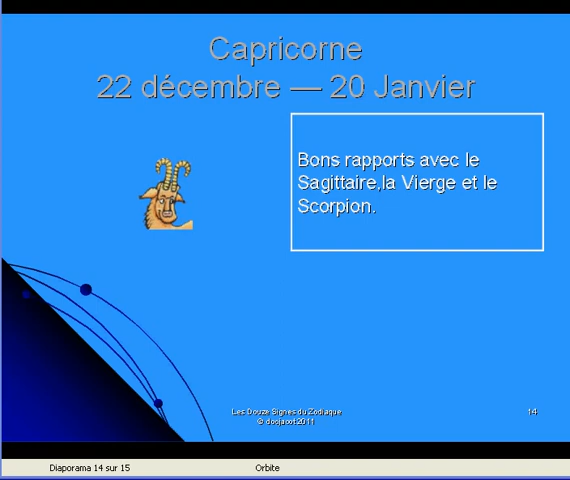 Capricorne
22 décembre — 20 Janvier
Bons rapports avec le
Sagittaire,la Vierge et le
Scorpion.
Les Douze Signes du Zodiaque
© docjacot2011
14
Diaporama 14 sur 15
Orbite